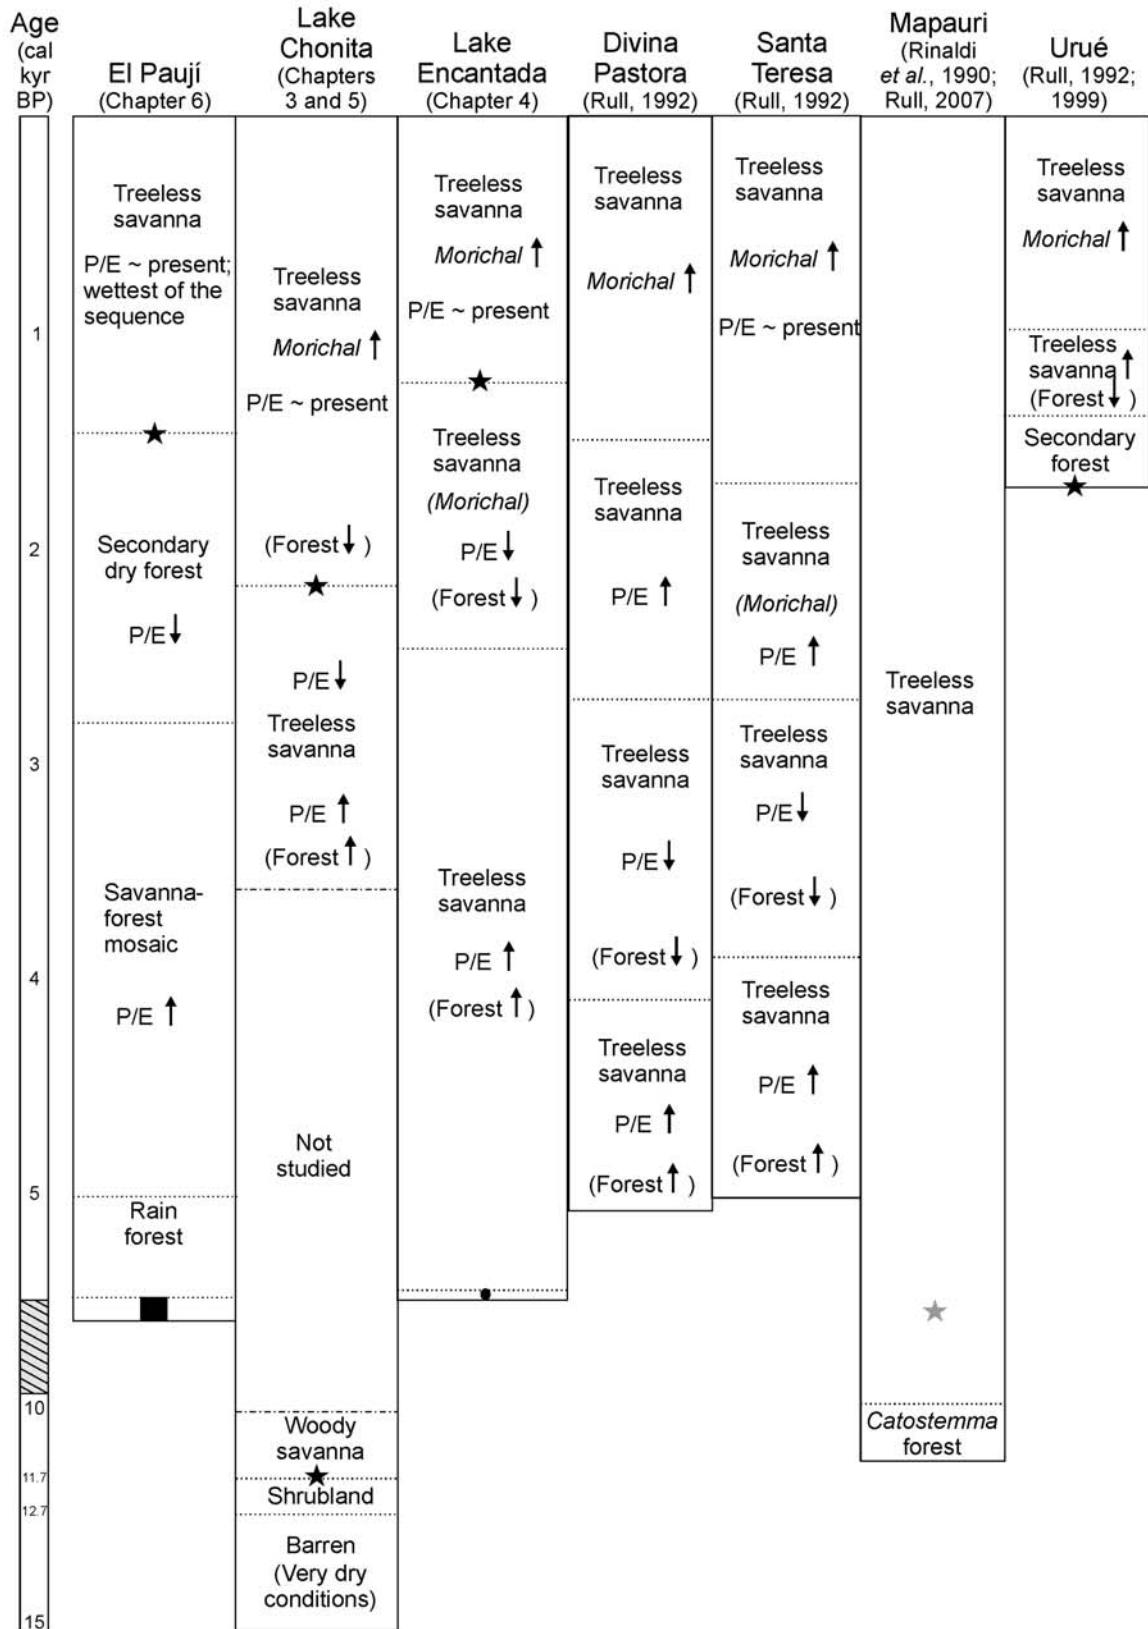 Age
(cal
kyr
BP)
El Paují
(Chapter 6)
Lake
Chonita
(Chapters
3 and 5)
Lake
Encantada
(Chapter 4)
Divina
Pastora
(Rull, 1992)
Santa
Teresa
(Rull, 1992)
Mapauri
(Rinaldi
et al., 1990;
Rull, 2007)
Urué
(Rull, 1992;
1999)
1
2
3
4
5
10
11.7
12.7
15
Treeless
savanna
P/E ~ present;
wettest of the
sequence
Secondary
dry forest
P/E ↓
Savanna-
forest
mosaic
P/E ↑
Rain
forest
Treeless
savanna
Morichal ↑
P/E ~ present
(Forest ↓ )
P/E ↓
Treeless
savanna
P/E ↑
(Forest ↑ )
Not
studied
Woody
savanna
Shrubland
Barren
(Very dry
conditions)
Treeless
savanna
Morichal ↑
P/E ~ present
Treeless
savanna
(Morichal)
P/E ↓
(Forest ↓ )
Treeless
savanna
P/E ↑
(Forest ↑ )
Treeless
savanna
Morichal ↑
Treeless
savanna
P/E ↑
Treeless
savanna
P/E ↓
(Forest ↓ )
Treeless
savanna
P/E ↑
(Forest ↑ )
Treeless
savanna
Morichal ↑
P/E ~ present
Treeless
savanna
(Morichal)
P/E ↑
Treeless
savanna
P/E ↓
(Forest ↓ )
Treeless
savanna
P/E ↑
(Forest ↑ )
Treeless
savanna
Catostemma
forest
Treeless
savanna
Morichal ↑
Treeless
savanna ↑
(Forest ↓ )
Secondary
forest